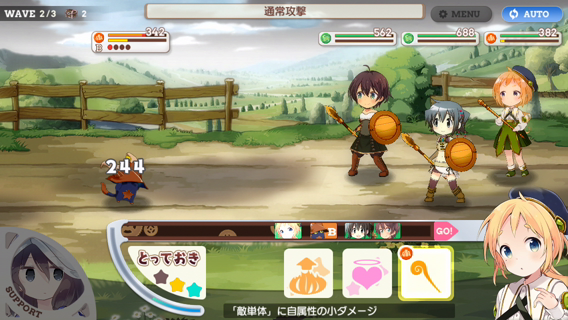 WAVE 2/3 2
通常攻撃
MENU
AUTO
342
B
562
688
382
244
B
GO!
とっておき
SUPPORT
「敵単体」に自属性の小ダメージ